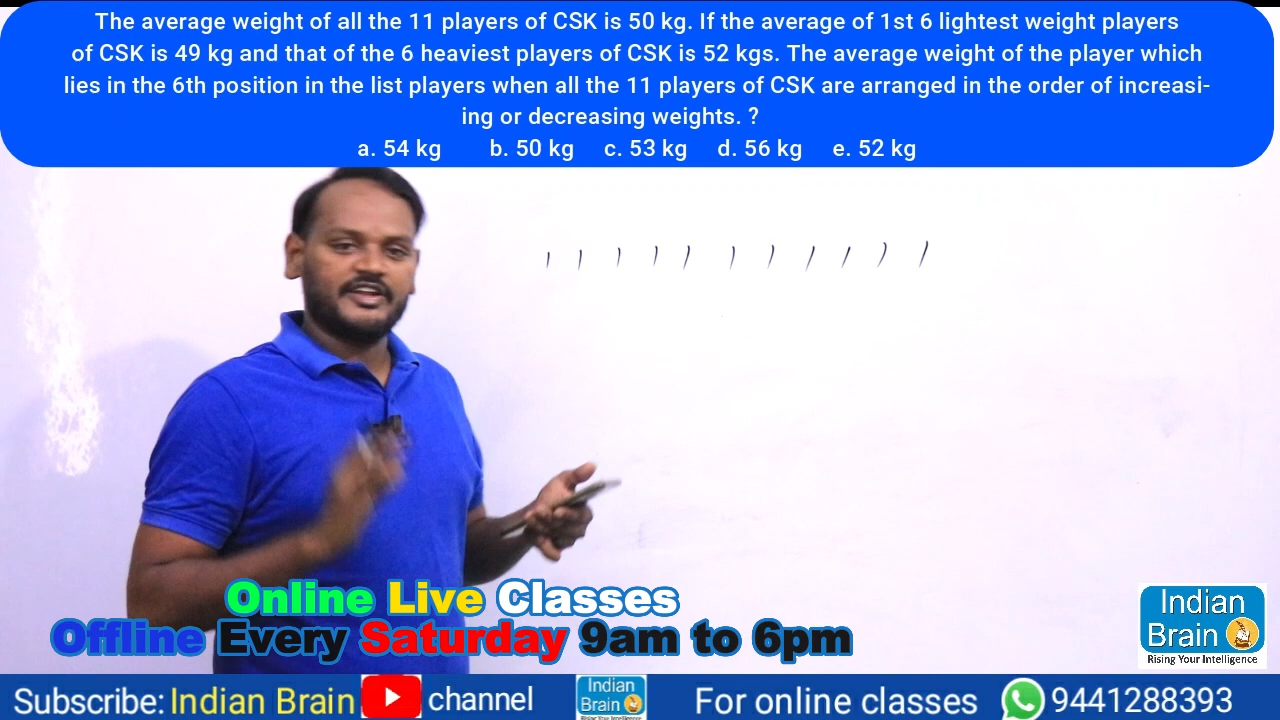 The average weight of all the 11 players of CSK is 50 kg. If the average of 1st 6 lightest weight players
of CSK is 49 kg and that of the 6 heaviest players of CSK is 52 kgs. The average weight of the player which
lies in the 6th position in the list players when all the 11 players of CSK are arranged in the order of increasi-
ing or decreasing weights. ?
a. 54 kg b. 50 kg c. 53 kg d. 56 kg e. 52 kg
Online Live Classes
Offline Every Saturday 9am to 6pm
Indian
Brain
Rising Your Intelligence
Subscribe: Indian Brain channel
Indian
Brain
Rising Your Intelligence
For online classes 9441288393